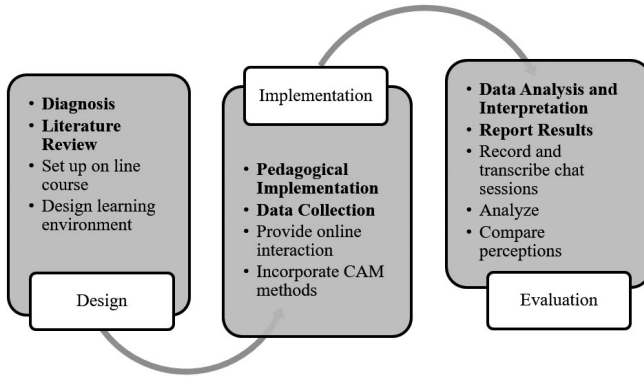 • Diagnosis
• Literature
Review
• Set up on line
course
• Design learning
environment
Design
Implementation
• Pedagogical
Implementation
• Data Collection
• Provide online
interaction
• Incorporate CAM
methods
• Data Analysis and
Interpretation
• Report Results
• Record and
transcribe chat
sessions
• Analyze
• Compare
perceptions
Evaluation